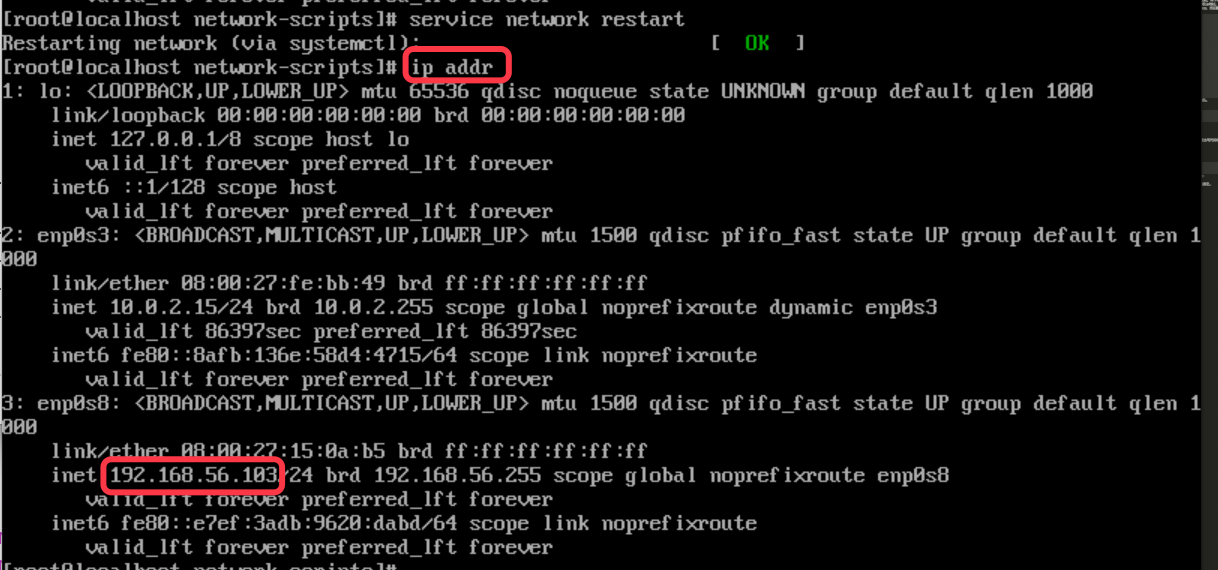 [root@localhost network-scripts]# service network restart
Restarting network (via systemctl):                        [  OK  ]
[root@localhost network-scripts]# ip addr
1: lo: <LOOPBACK,UP,LOWER_UP> mtu 65536 qdisc noqueue state UNKNOWN group default qlen 1000
    link/loopback 00:00:00:00:00:00 brd 00:00:00:00:00:00
    inet 127.0.0.1/8 scope host lo
       valid_lft forever preferred_lft forever
    inet6 ::1/128 scope host
       valid_lft forever preferred_lft forever
2: enp0s3: <BROADCAST,MULTICAST,UP,LOWER_UP> mtu 1500 qdisc pfifo_fast state UP group default qlen 1
000
    link/ether 08:00:27:fe:bb:49 brd ff:ff:ff:ff:ff:ff
    inet 10.0.2.15/24 brd 10.0.2.255 scope global noprefixroute dynamic enp0s3
       valid_lft 86397sec preferred_lft 86397sec
    inet6 fe80::8afb:136e:58d4:4715/64 scope link noprefixroute
       valid_lft forever preferred_lft forever
3: enp0s8: <BROADCAST,MULTICAST,UP,LOWER_UP> mtu 1500 qdisc pfifo_fast state UP group default qlen 1
000
    link/ether 08:00:27:15:0a:b5 brd ff:ff:ff:ff:ff:ff
    inet 192.168.56.103/24 brd 192.168.56.255 scope global noprefixroute enp0s8
       valid_lft forever preferred_lft forever
    inet6 fe80::e7ef:3adb:9620:dabd/64 scope link noprefixroute
       valid_lft forever preferred_lft forever
[root@localhost network-scripts]#